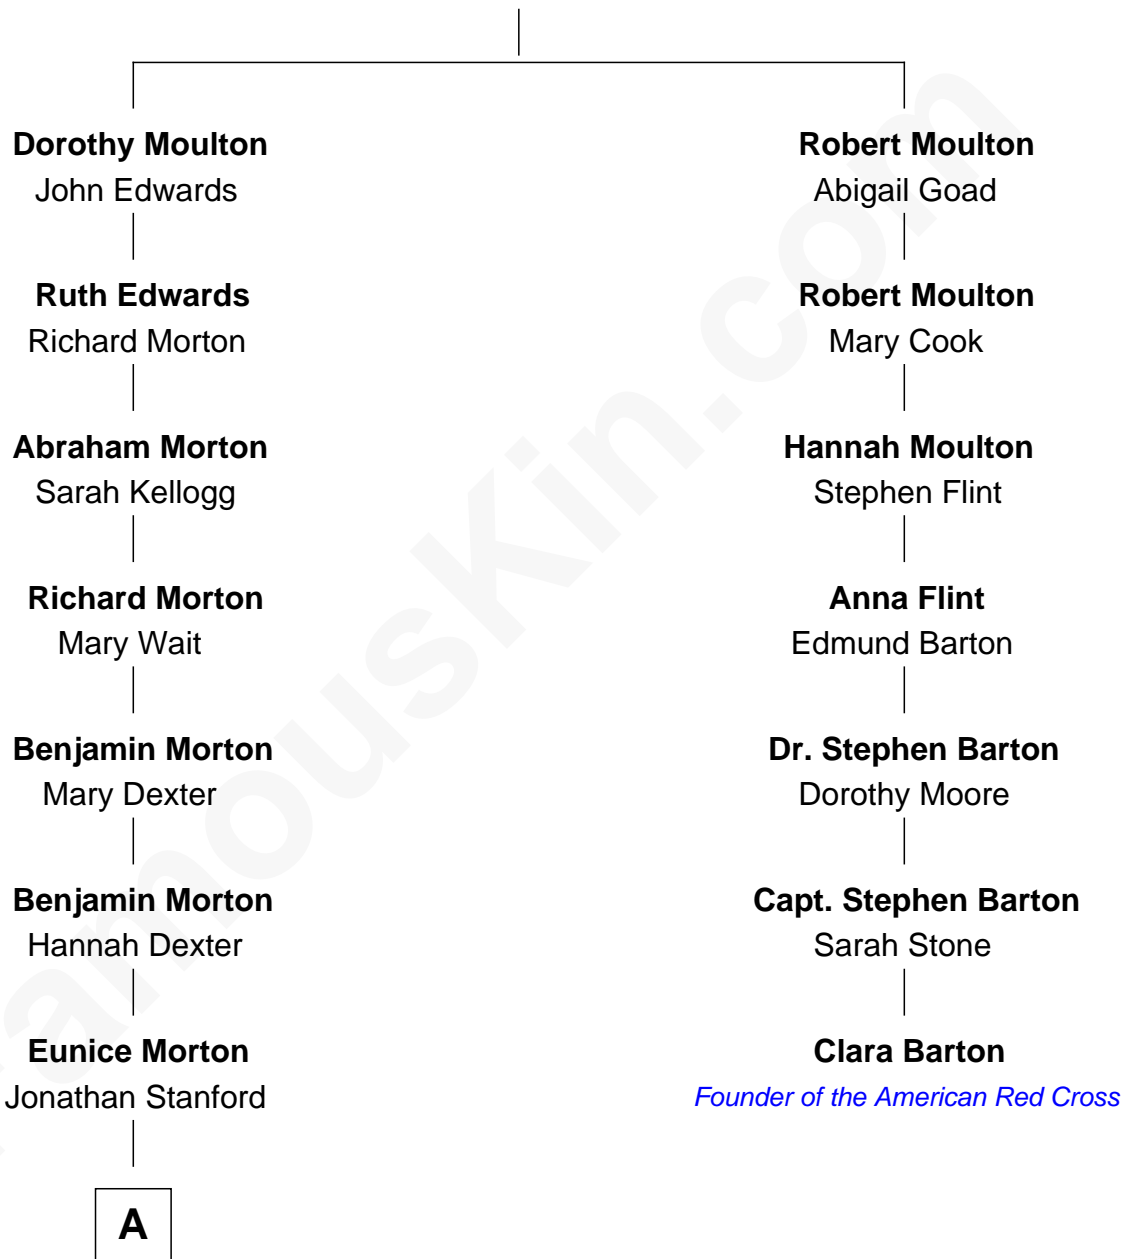 Dorothy Moulton
John Edwards
Ruth Edwards
Richard Morton
Abraham Morton
Sarah Kellogg
Richard Morton
Mary Wait
Benjamin Morton
Mary Dexter
Benjamin Morton
Hannah Dexter
Eunice Morton
Jonathan Stanford
A
Robert Moulton
Abigail Goad
Robert Moulton
Mary Cook
Hannah Moulton
Stephen Flint
Anna Flint
Edmund Barton
Dr. Stephen Barton
Dorothy Moore
Capt. Stephen Barton
Sarah Stone
Clara Barton
Founder of the American Red Cross
FamousKin.com